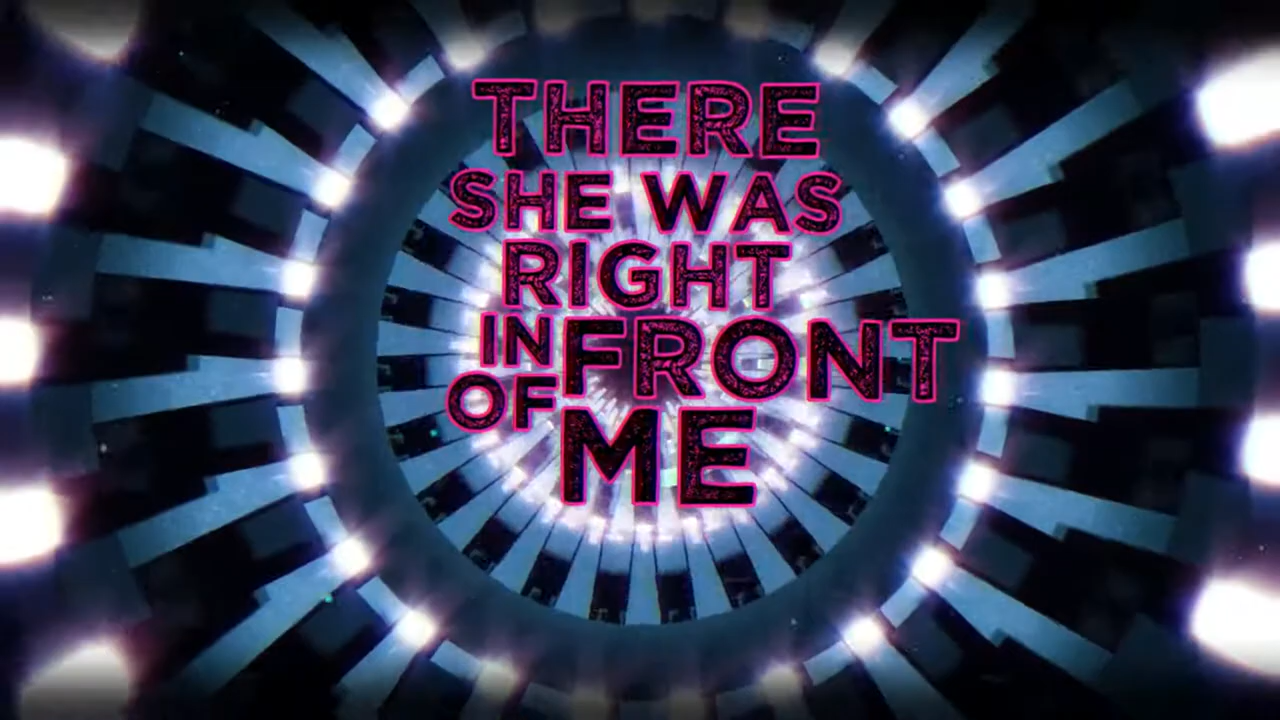 THERE
SHE WAS
RIGHT
IN FRONT
OF ME